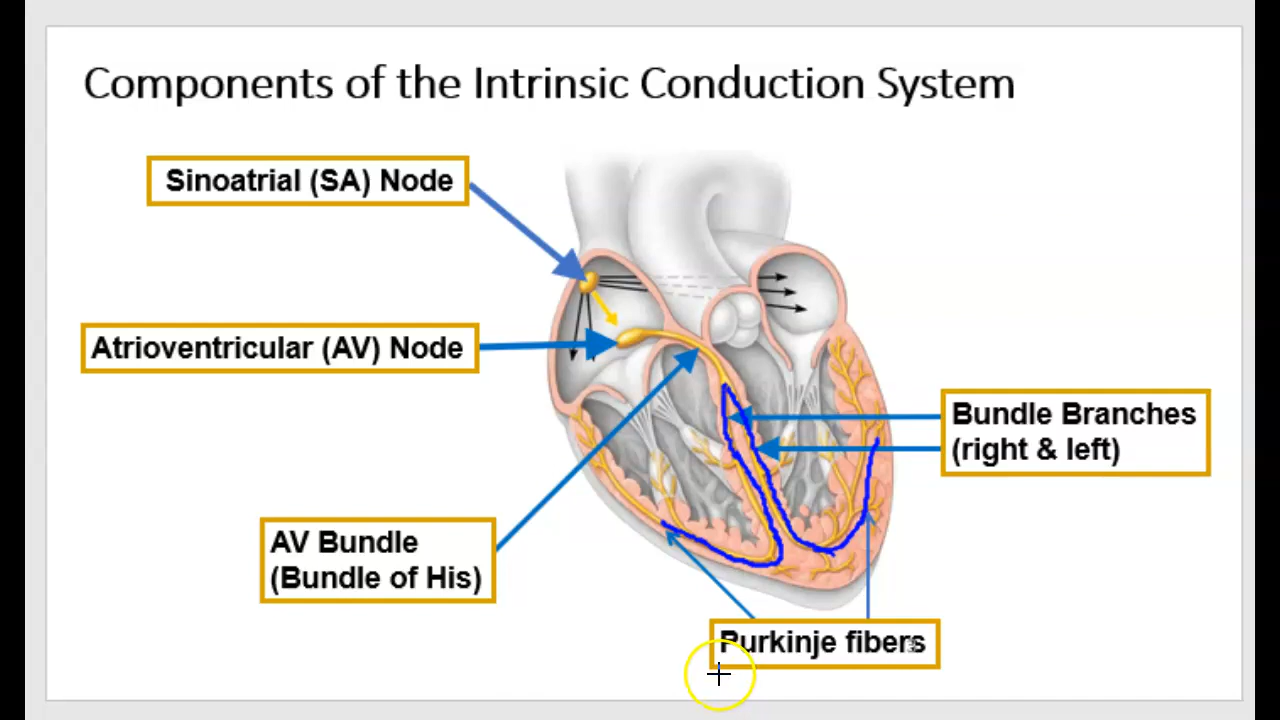 Components of the Intrinsic Conduction System
Sinoatrial (SA) Node
Atrioventricular (AV) Node
Bundle Branches
(right & left)
AV Bundle
(Bundle of His)
Purkinje fibers